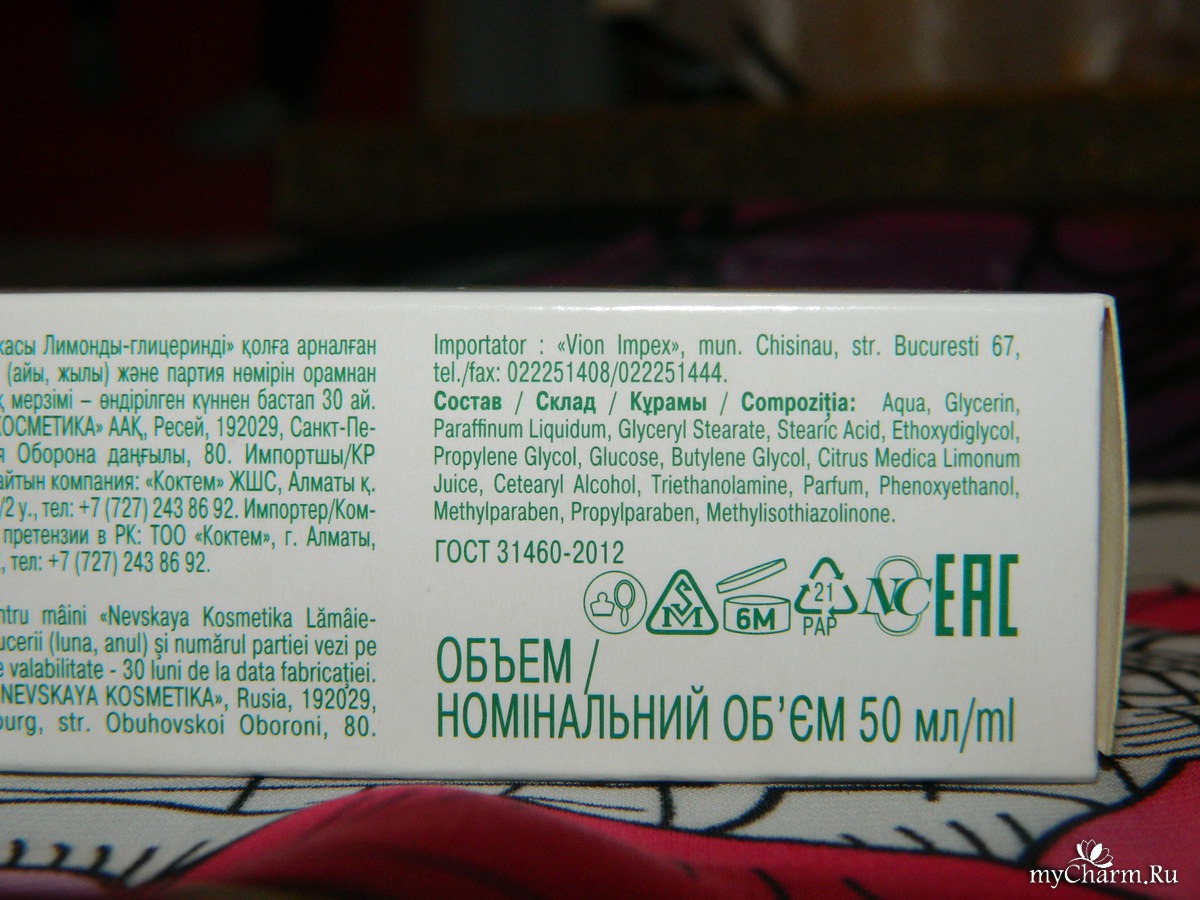 касы Лимонды-глицеринді» қолға арналған
(айы, жылы) және партия нөмірін орамнан
қ мерзімі – өндірілген күннен бастап 30 ай.
КОСМЕТИКА» ААҚ, Ресей, 192029, Санкт-Пе-
я Оборона даңғылы, 80. Импортшы/КР
айтын компания: «Коктем» ЖШС, Алматы қ.
/2 у., тел: +7 (727) 243 86 92. Импортер/Ком-
претензии в РК: ТОО «Коктем», г. Алматы,
, тел: +7 (727) 243 86 92.
ntru mâini «Nevskaya Kosmetika Lămâie-
ucerii (luna, anul) şi numărul partiei vezi pe
e valabilitate - 30 luni de la data fabricaţiei.
NEVSKAYA KOSMETIKA», Rusia, 192029,
burg, str. Obuhovskoi Oboroni, 80.
Importator : «Vion Impex», mun. Chisinau, str. Bucuresti 67,
tel./fax: 022251408/022251444.
Состав / Склад / Құрамы / Compoziţia: Aqua, Glycerin,
Paraffinum Liquidum, Glyceryl Stearate, Stearic Acid, Ethoxydiglycol,
Propylene Glycol, Glucose, Butylene Glycol, Citrus Medica Limonum
Juice, Cetearyl Alcohol, Triethanolamine, Parfum, Phenoxyethanol,
Methylparaben, Propylparaben, Methylisothiazolinone.
ГОСТ 31460-2012
SM 6M 21 PAP NC EAC
ОБЪЕМ /
НОМІНАЛЬНИЙ ОБ’ЄМ 50 мл/ml
myCharm.Ru